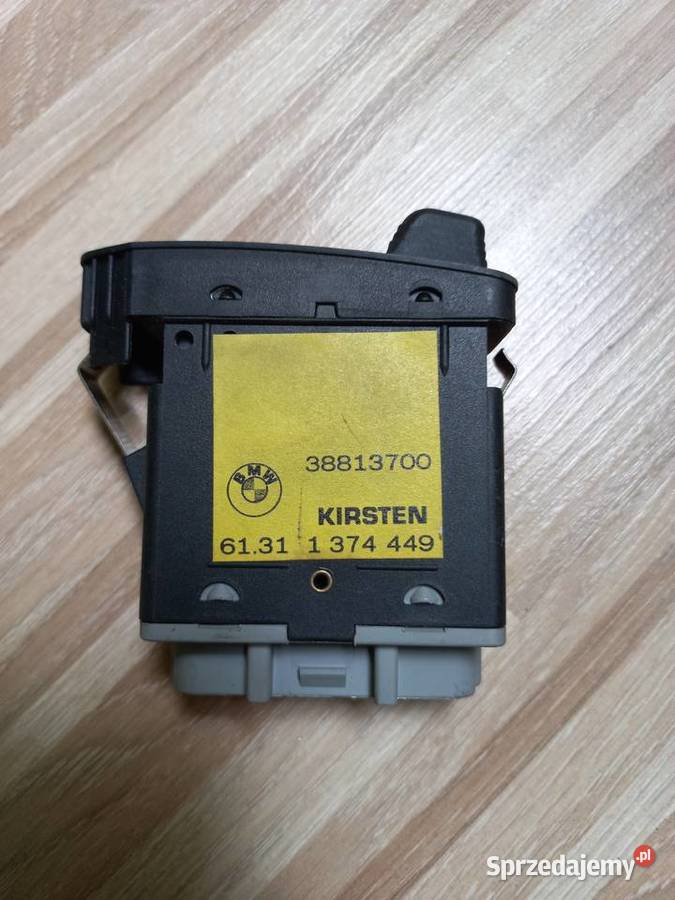 38813700
BMW
KIRSTEN
61.31 1 374 449
Sprzedajemy.pl